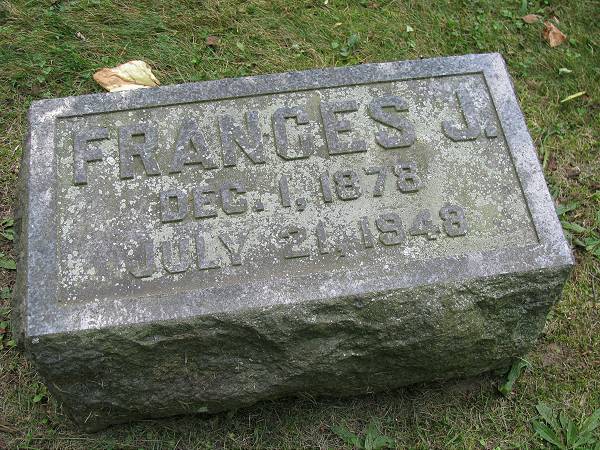 FRANCES J.
DEC. 1, 1878
JULY 21, 1948